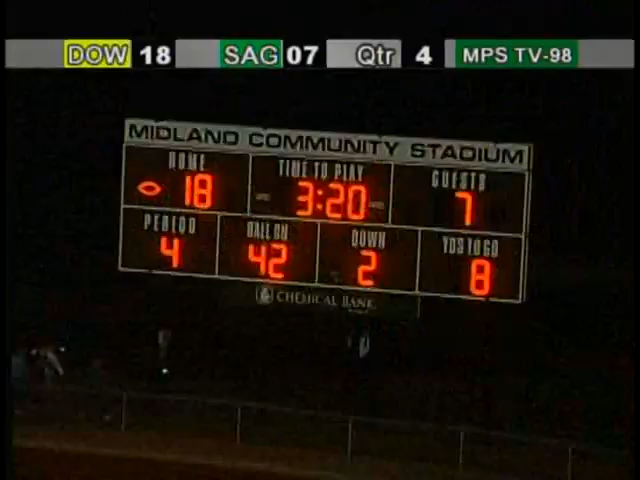 DOW 18 SAG 07 Qtr 4 MPS TV-98
MIDLAND COMMUNITY STADIUM
HOME TIME TO PLAY GUESTS
18 3:20 7
PERIOD BALL ON DOWN YDS TO GO
4 42 2 8
CHEMICAL BANK